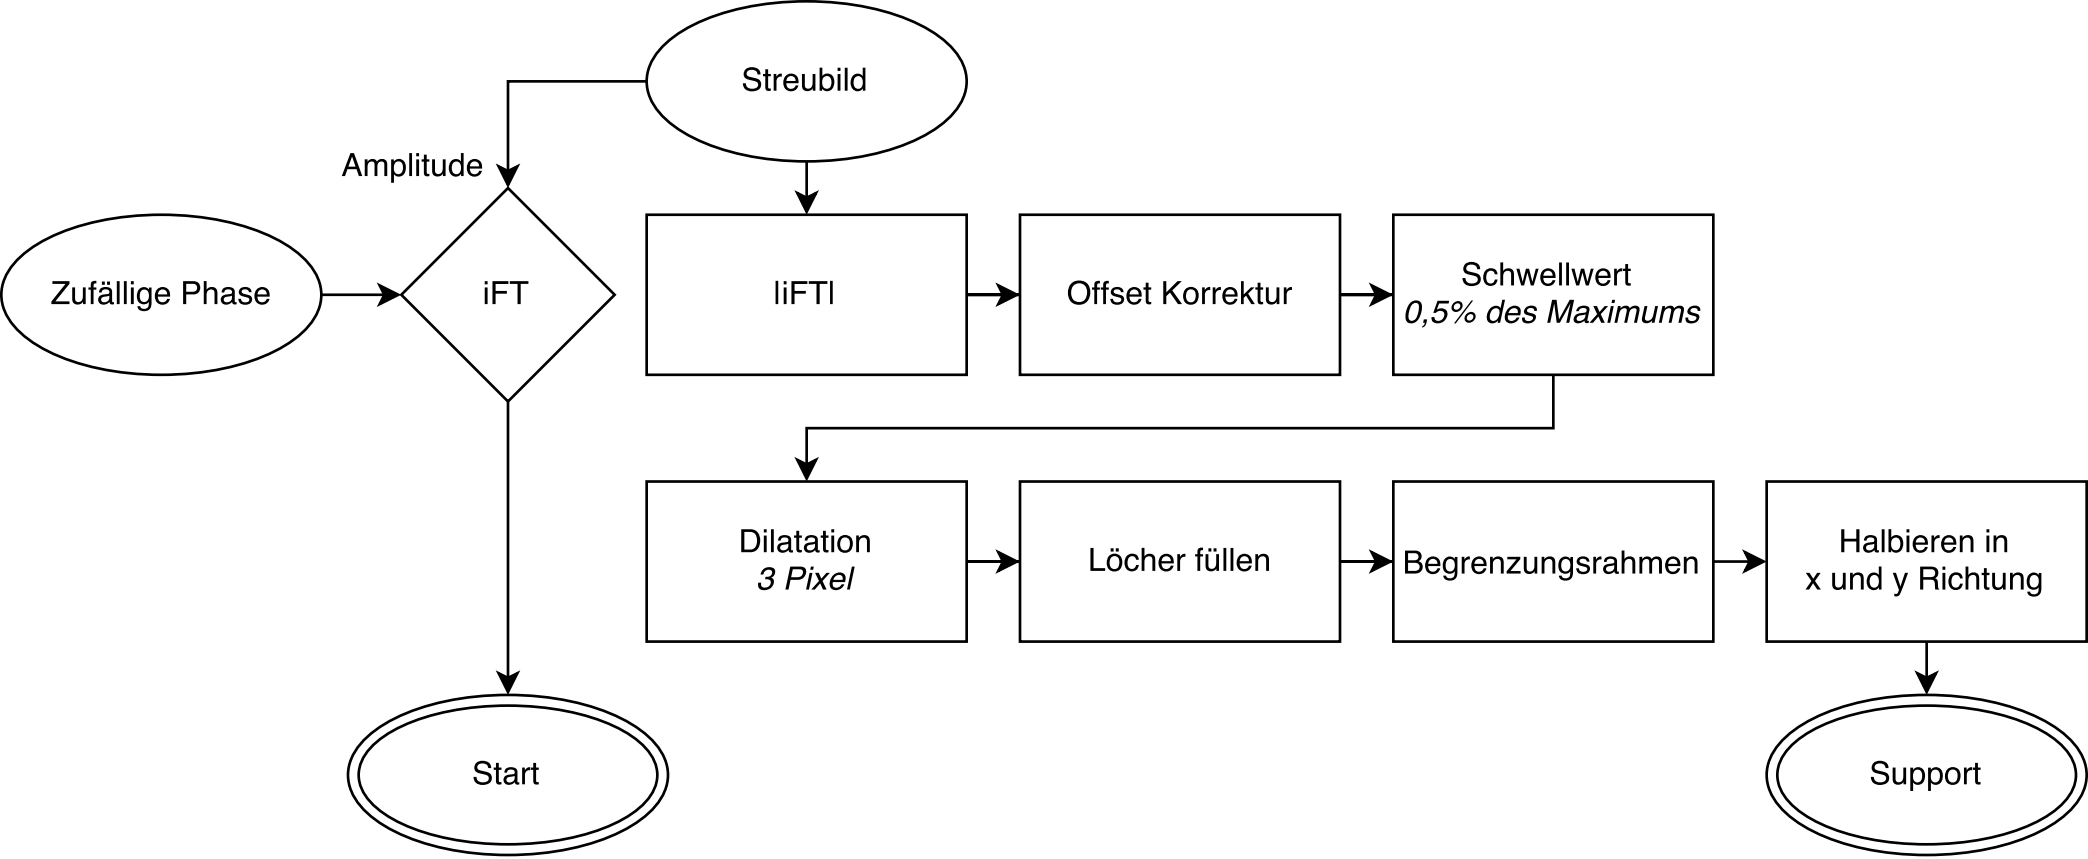 Streubild
Amplitude
Zufällige Phase
iFT
|iFT|
Offset Korrektur
Schwellwert
0,5% des Maximums
Dilatation
3 Pixel
Löcher füllen
Begrenzungsrahmen
Halbieren in
x und y Richtung
Start
Support